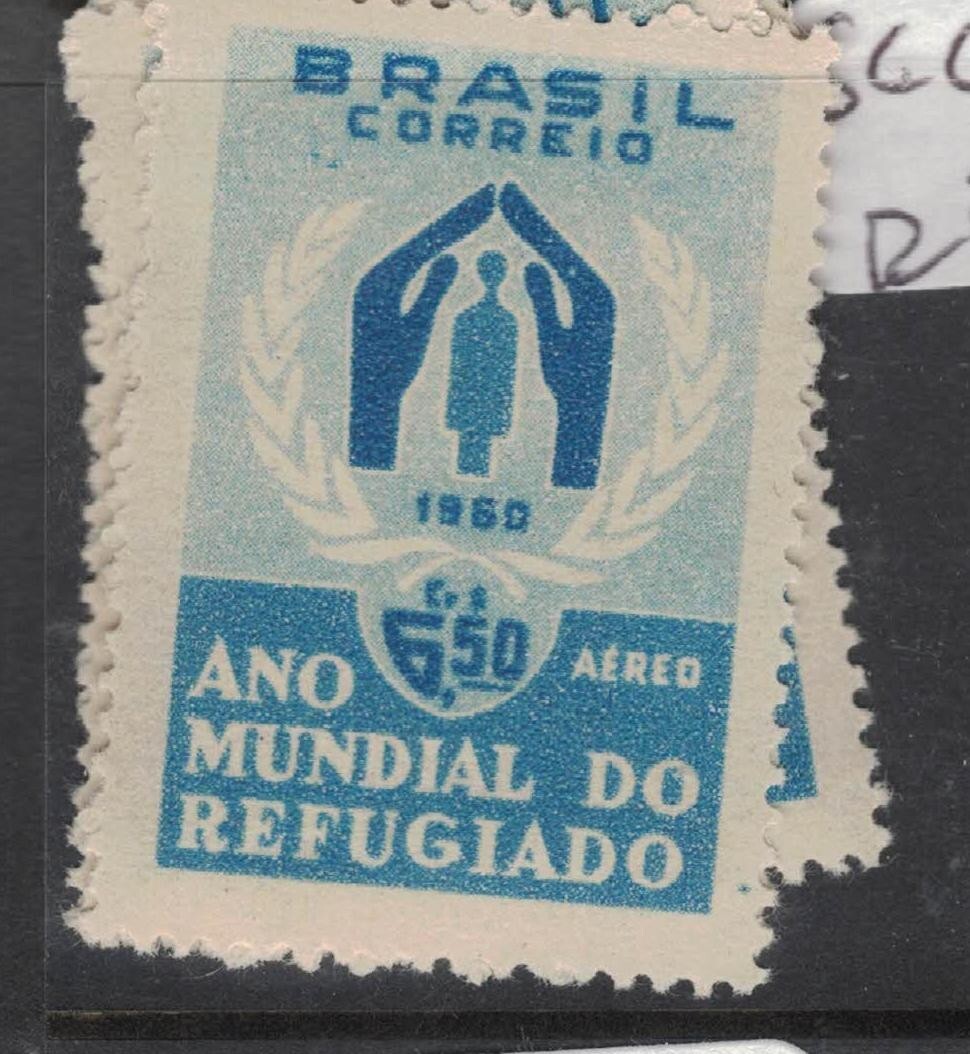 BRASIL
CORREIO
1960
Cr$
6,50
AÉREO
ANO
MUNDIAL DO
REFUGIADO